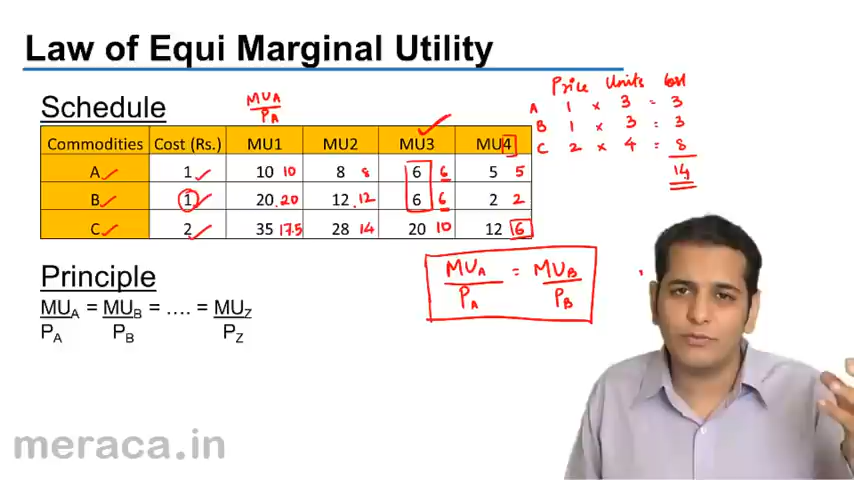 Law of Equi Marginal Utility
Price Units Cost
A 1 x 3 = 3
B 1 x 3 = 3
C 2 x 4 = 8
14
Schedule
MUA
PA
Commodities Cost (Rs.) MU1 MU2 MU3 MU4
A 1 10 10 8 8 6 6 5 5
B 1 20 .20 12 .12 6 6 2 2
C 2 35 17.5 28 14 20 10 12 6
Principle
MUA = MUB = .... = MUZ
PA PB PZ
MUA = MUB
PA PB
meraca.in